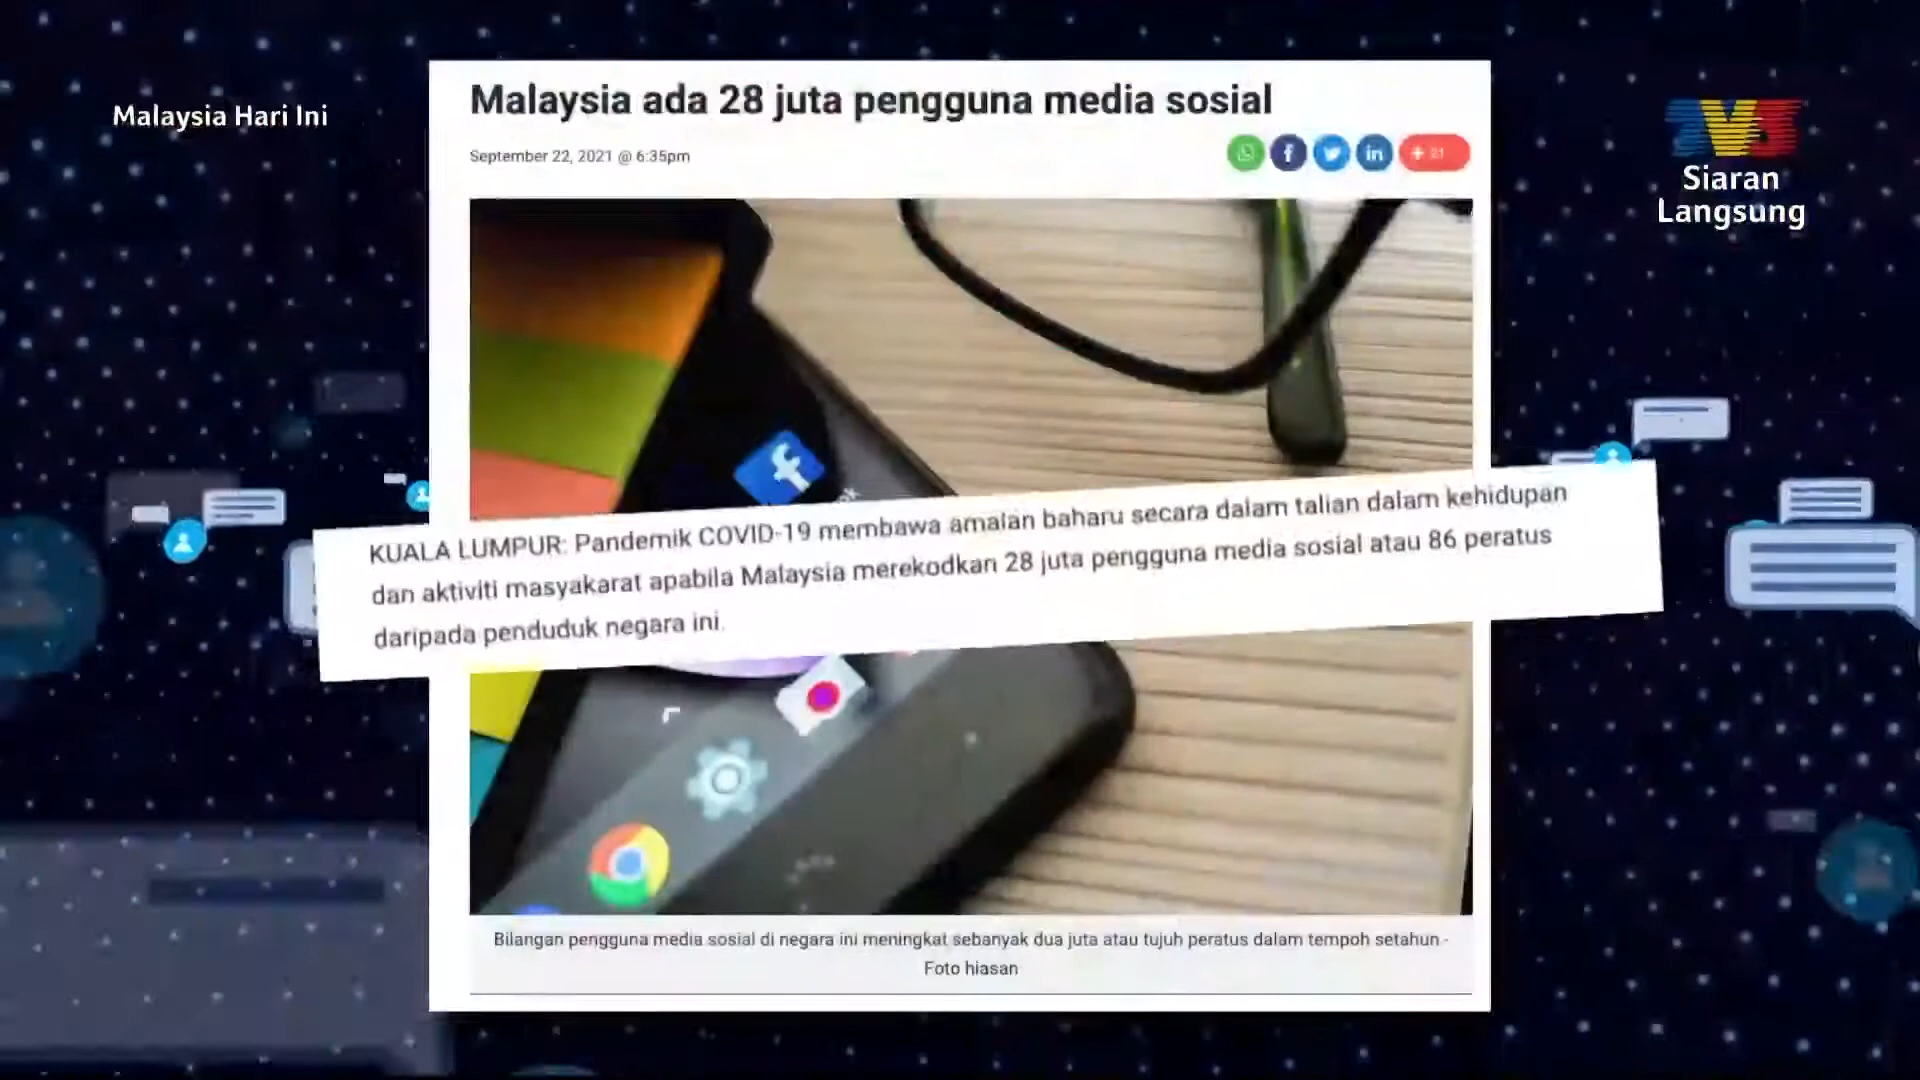 Malaysia Hari Ini
TV3
Siaran
Langsung
Malaysia ada 28 juta pengguna media sosial
September 22, 2021 @ 6:35pm
+ 21
KUALA LUMPUR: Pandemik COVID-19 membawa amalan baharu secara dalam talian dalam kehidupan
dan aktiviti masyakarat apabila Malaysia merekodkan 28 juta pengguna media sosial atau 86 peratus
daripada penduduk negara ini.
Bilangan pengguna media sosial di negara ini meningkat sebanyak dua juta atau tujuh peratus dalam tempoh setahun -
Foto hiasan